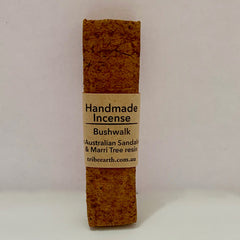 Handmade
Incense
Bushwalk
Australian Sandal
& Marri Tree resin
tribeearth.com.au